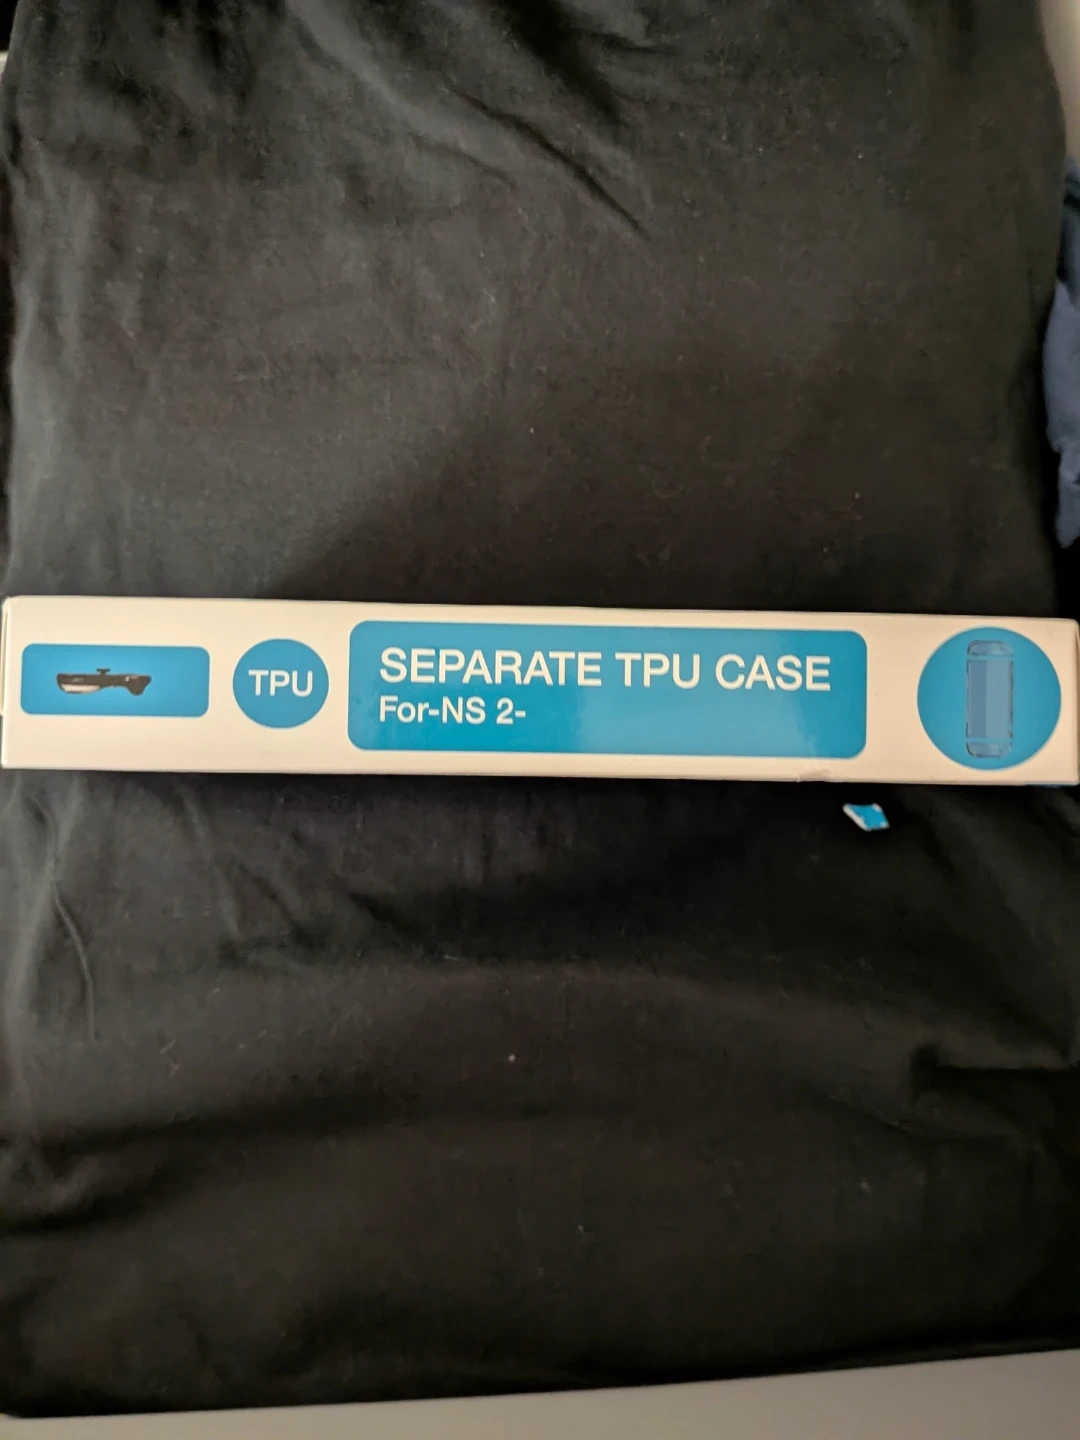 TPU
SEPARATE TPU CASE
For-NS 2-